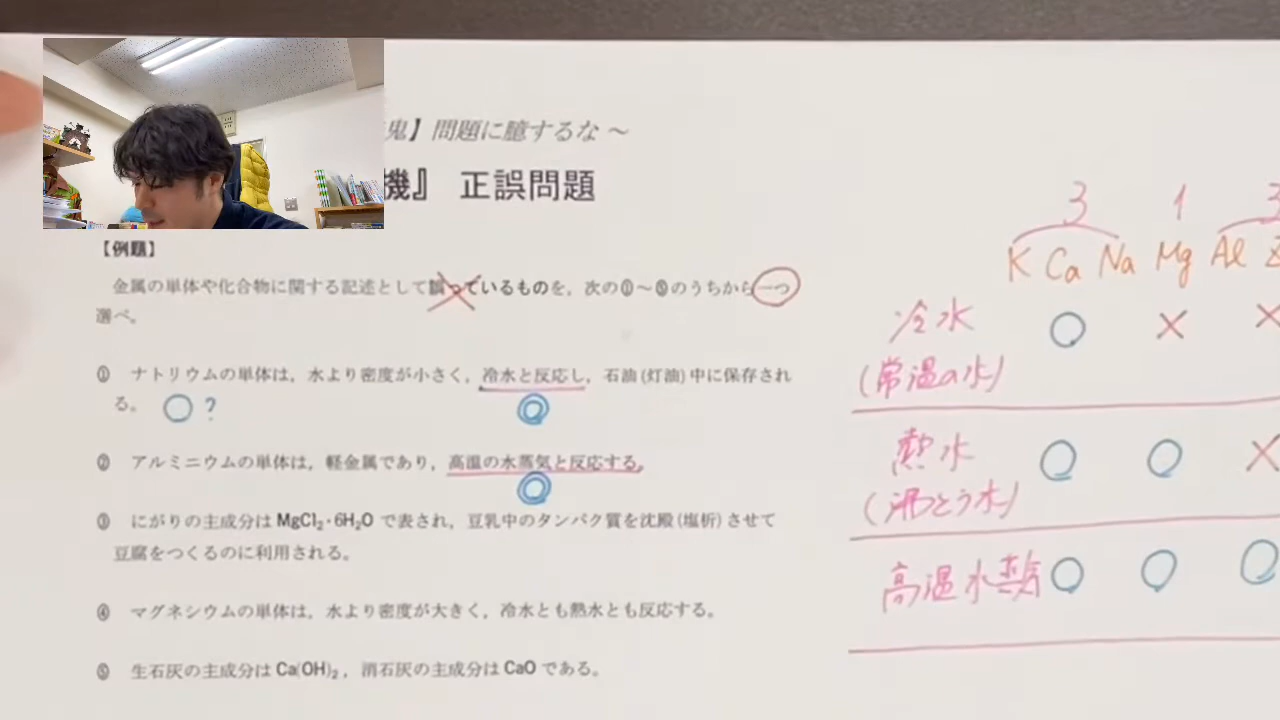 鬼】問題に臆するな ～
機』 正誤問題
【例題】
金属の単体や化合物に関する記述として誤っているものを，次の①～⑤のうちから一つ
選べ。
① ナトリウムの単体は，水より密度が小さく，冷水と反応し，石油(灯油)中に保存され
る。 ○?
◎
② アルミニウムの単体は，軽金属であり，高温の水蒸気と反応する。
◎
③ にがりの主成分は MgCl₂・6H₂O で表され，豆乳中のタンパク質を沈殿(塩析)させて
豆腐をつくるのに利用される。
④ マグネシウムの単体は，水より密度が大きく，冷水とも熱水とも反応する。
⑤ 生石灰の主成分は Ca(OH)₂，消石灰の主成分は CaO である。
3 1 3
K Ca Na Mg Al
冷水 ○ × ×
(常温の水)
熱水 ○ ○ ×
(沸とう水)
高温水蒸気 ○ ○ ○